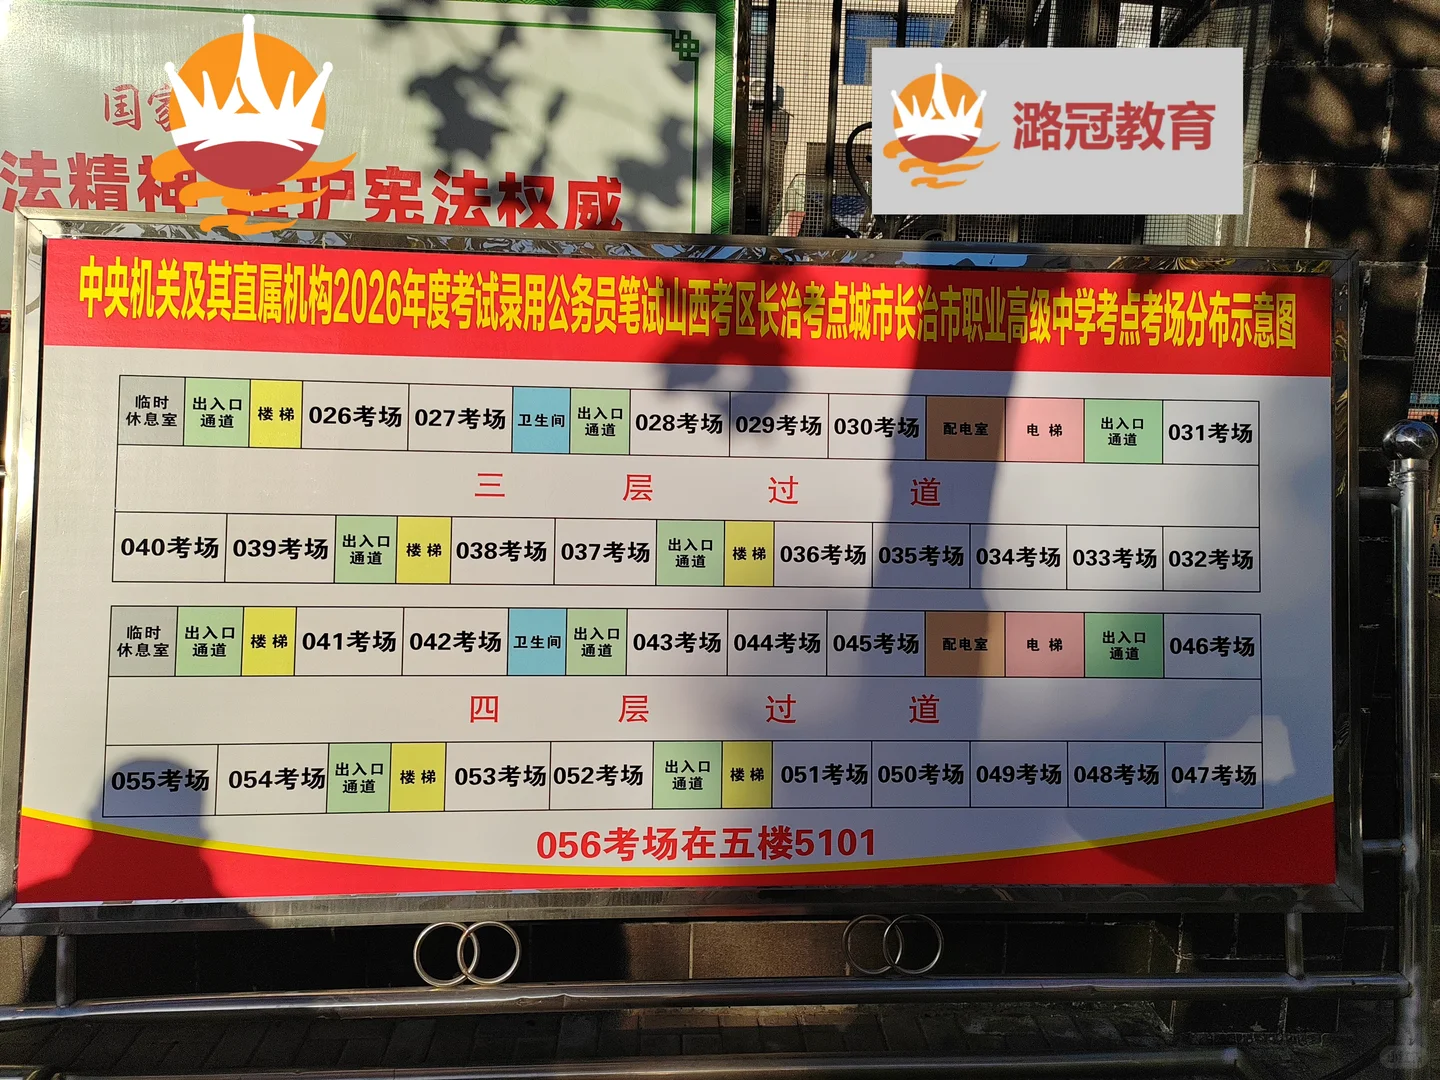 国家
法精神 维护宪法权威
潞冠教育
中央机关及其直属机构2026年度考试录用公务员笔试山西考区长治考点城市长治市职业高级中学考点考场分布示意图
临时休息室 出入口通道 楼梯 026考场 027考场 卫生间 出入口通道 028考场 029考场 030考场 配电室 电梯 出入口通道 031考场
三层过道
040考场 039考场 出入口通道 楼梯 038考场 037考场 出入口通道 楼梯 036考场 035考场 034考场 033考场 032考场
临时休息室 出入口通道 楼梯 041考场 042考场 卫生间 出入口通道 043考场 044考场 045考场 配电室 电梯 出入口通道 046考场
四层过道
055考场 054考场 出入口通道 楼梯 053考场 052考场 出入口通道 楼梯 051考场 050考场 049考场 048考场 047考场
056考场在五楼5101